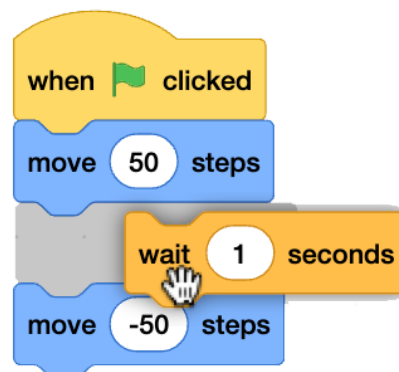 when clicked
move 50 steps
wait 1 seconds
move -50 steps